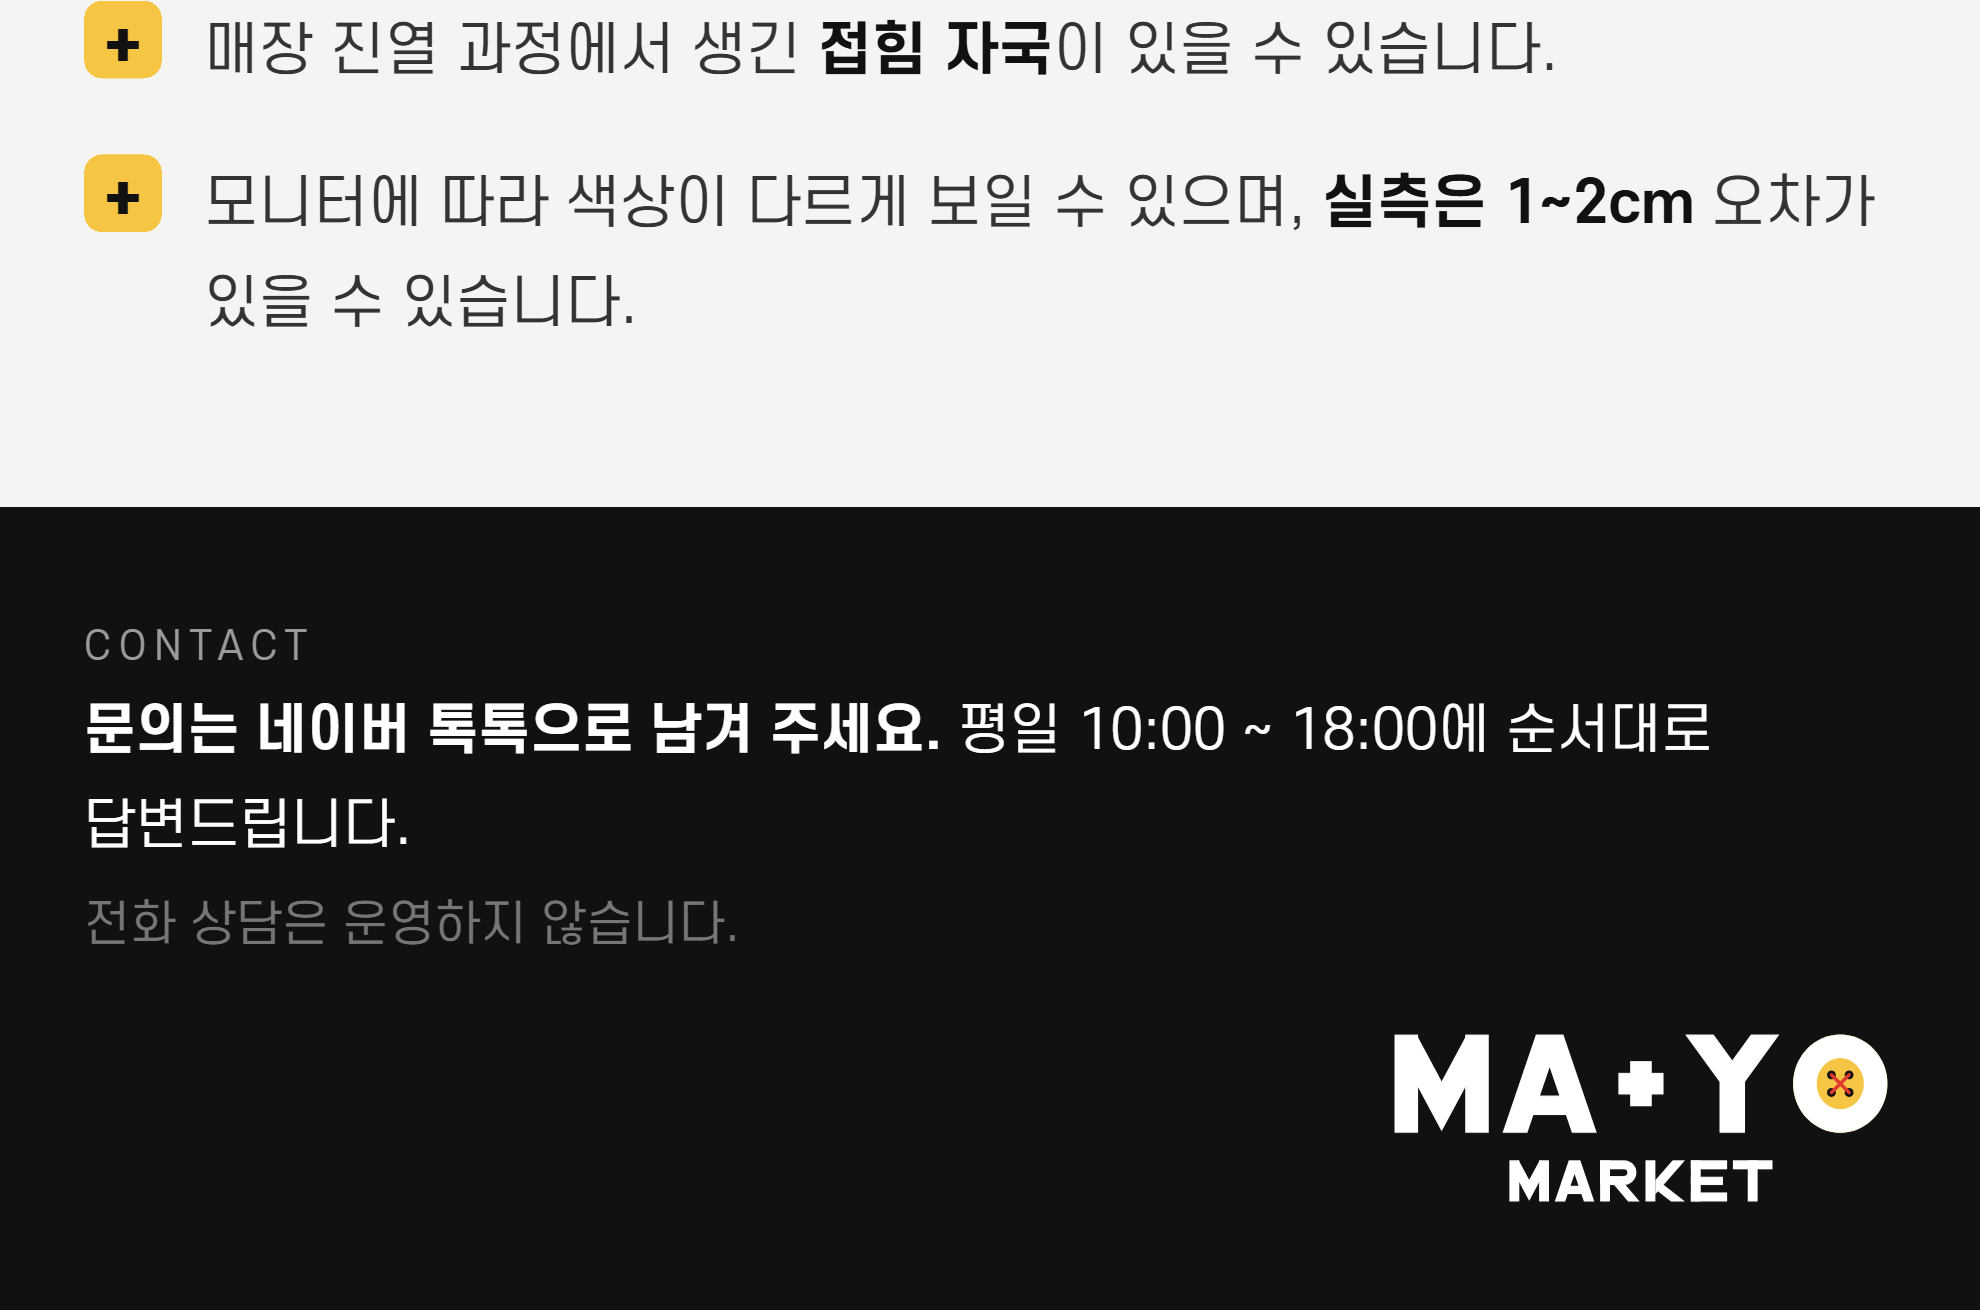 + 매장 진열 과정에서 생긴 접힘 자국이 있을 수 있습니다.
+ 모니터에 따라 색상이 다르게 보일 수 있으며, 실측은 1~2cm 오차가
있을 수 있습니다.
CONTACT
문의는 네이버 톡톡으로 남겨 주세요. 평일 10:00 ~ 18:00에 순서대로
답변드립니다.
전화 상담은 운영하지 않습니다.
MA+YO
MARKET